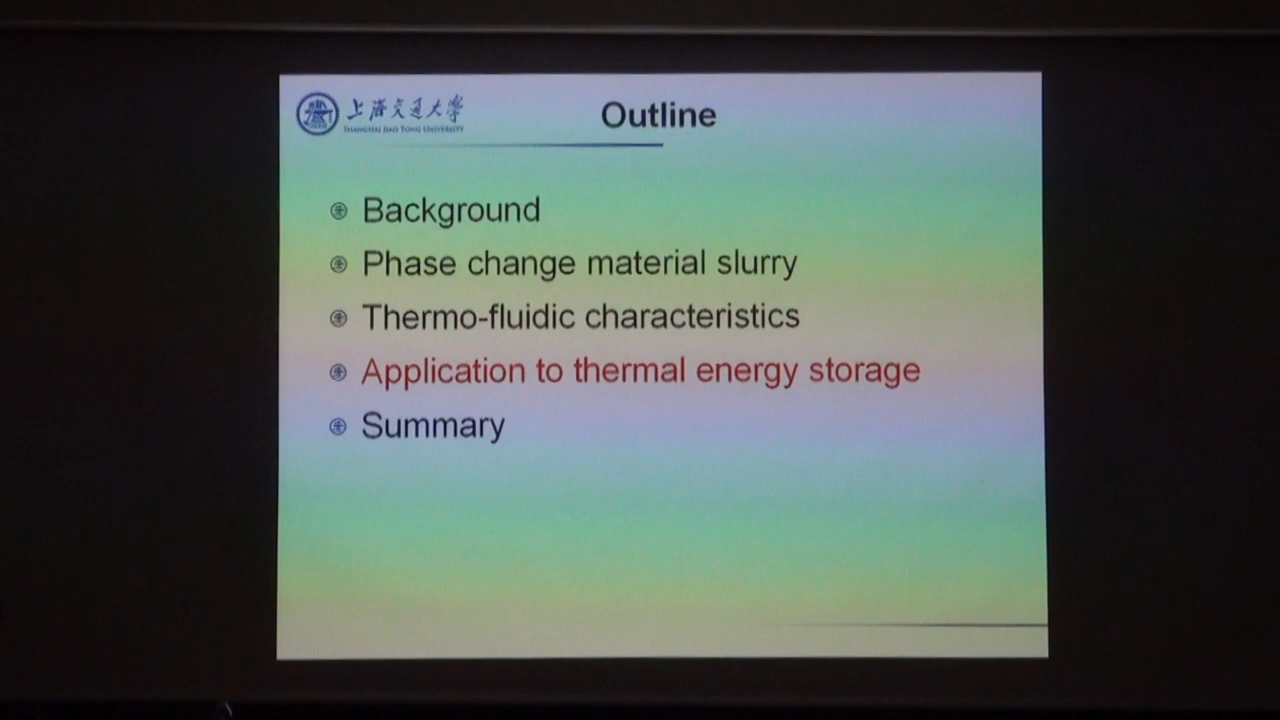 上海交通大学
SHANGHAI JIAO TONG UNIVERSITY
Outline
Background
Phase change material slurry
Thermo-fluidic characteristics
Application to thermal energy storage
Summary